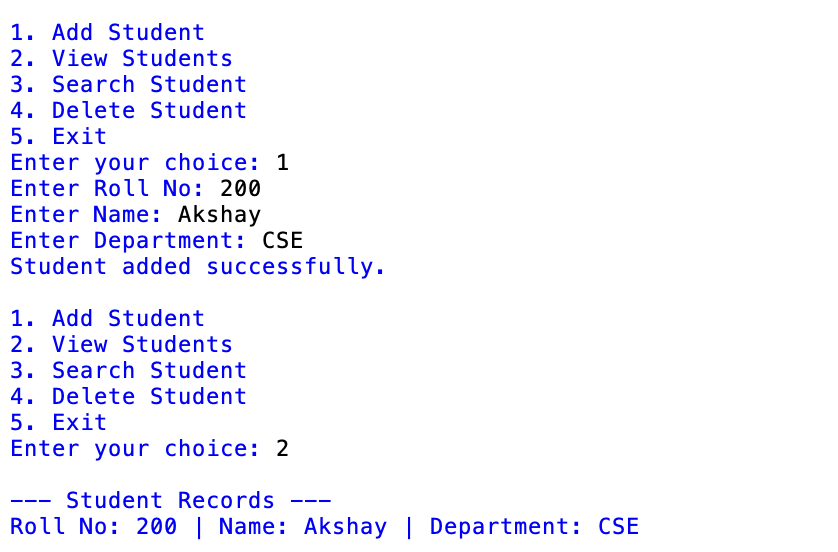 1. Add Student
2. View Students
3. Search Student
4. Delete Student
5. Exit
Enter your choice: 1
Enter Roll No: 200
Enter Name: Akshay
Enter Department: CSE
Student added successfully.
1. Add Student
2. View Students
3. Search Student
4. Delete Student
5. Exit
Enter your choice: 2
--- Student Records ---
Roll No: 200 | Name: Akshay | Department: CSE